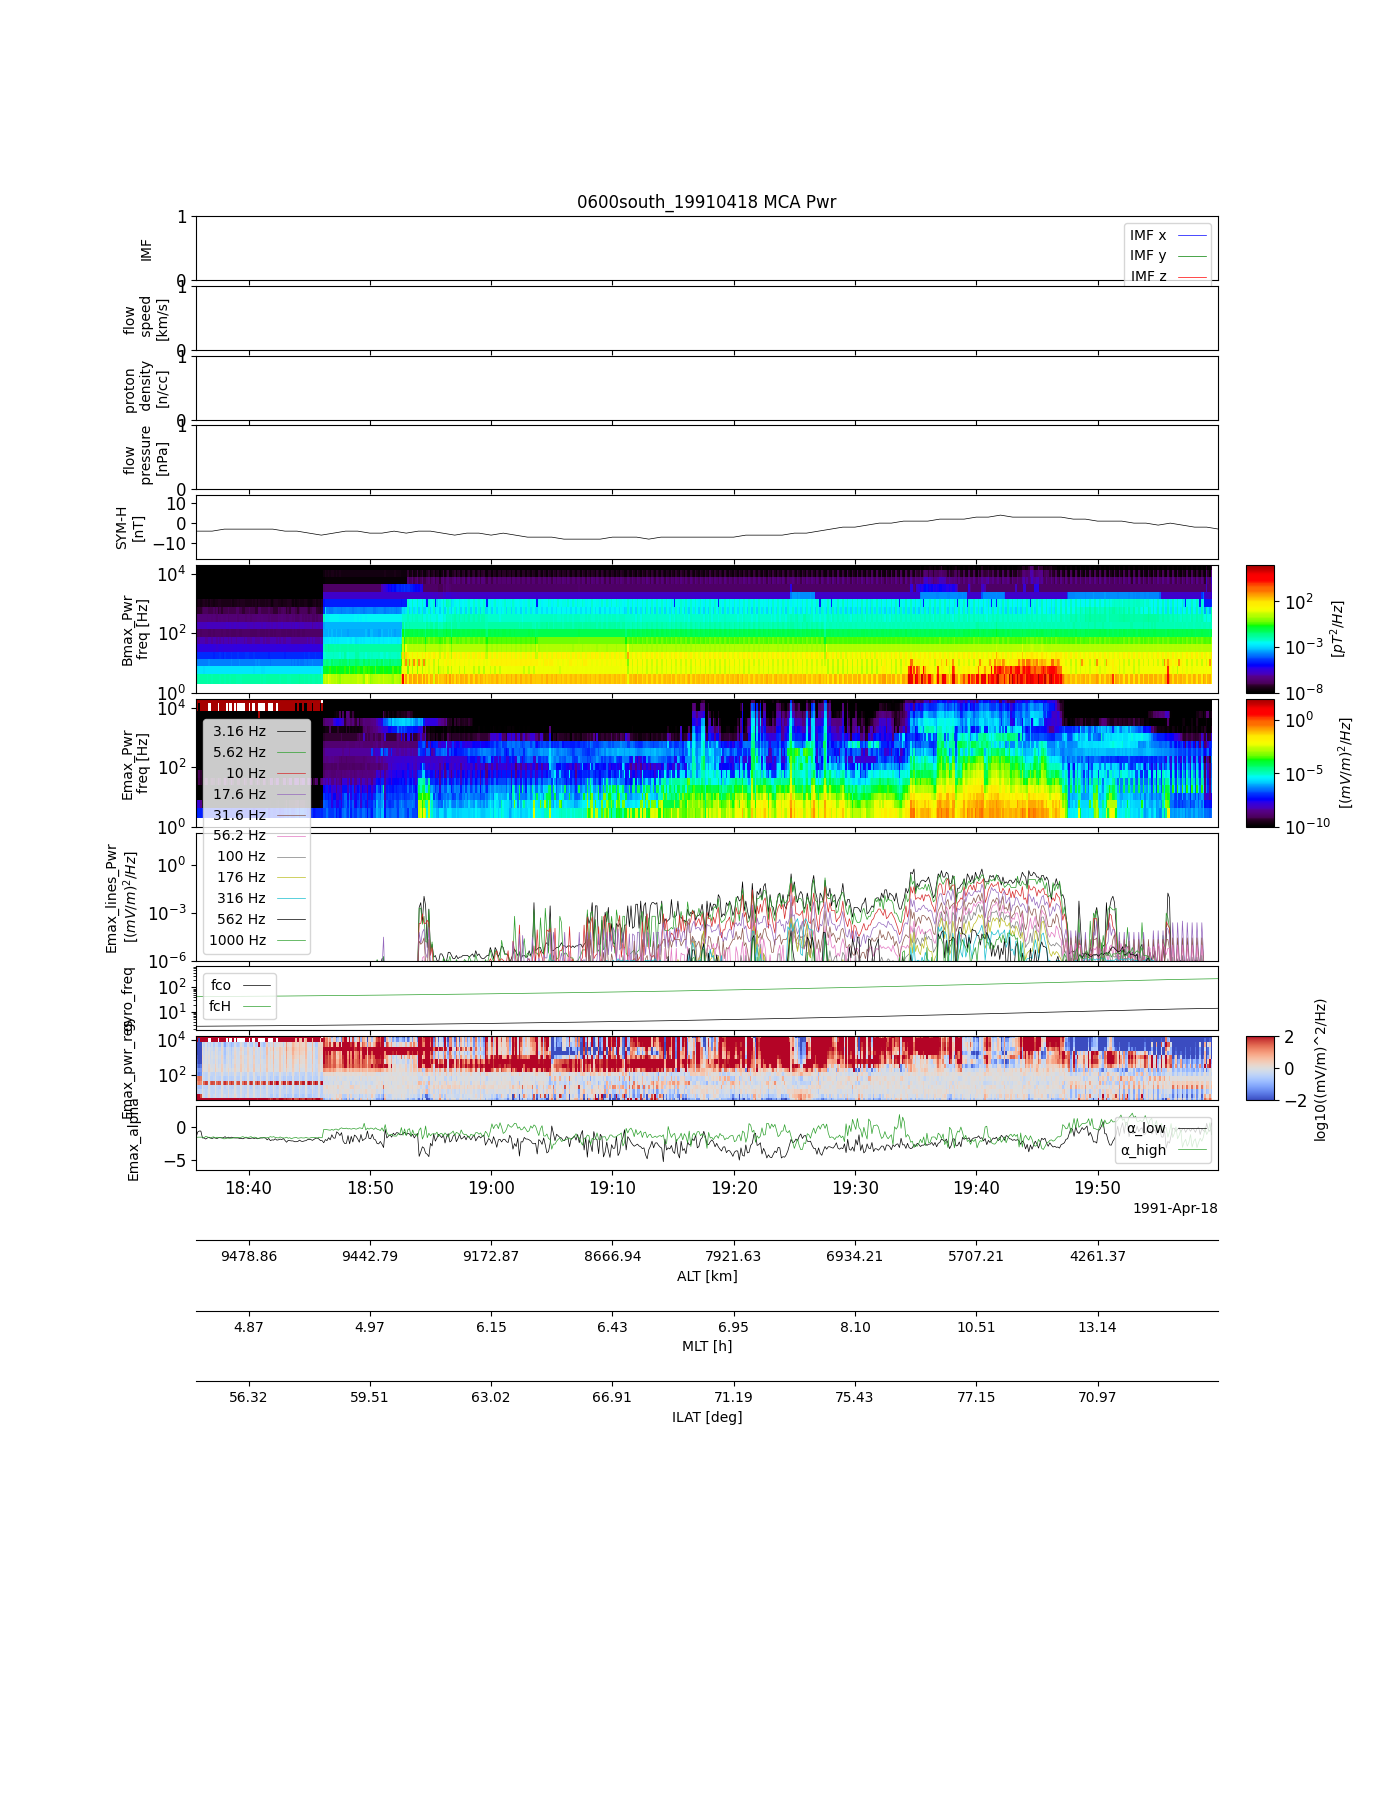 0600south_19910418 MCA Pwr
1
0
IMF
IMF x
IMF y
IMF z
1
0
flow
speed
[km/s]
1
0
proton
density
[n/cc]
1
0
flow
pressure
[nPa]
10
0
−10
SYM-H
[nT]
10^4
10^2
10^0
Bmax_Pwr
freq [Hz]
10^2
10^−3
10^−8
[pT^2/Hz]
10^4
10^2
10^0
Emax_Pwr
freq [Hz]
10^0
10^−5
10^−10
[(mV/m)^2/Hz]
3.16 Hz
5.62 Hz
10 Hz
17.6 Hz
31.6 Hz
56.2 Hz
100 Hz
176 Hz
316 Hz
562 Hz
1000 Hz
10^0
10^−3
10^−6
Emax_lines_Pwr
[(mV/m)^2/Hz]
10^2
10^1
gyro_freq
fco
fcH
10^4
10^2
Emax_pwr_reg
2
0
−2
log10((mV/m)^2/Hz)
0
−5
Emax_alpha
α_low
α_high
18:40 18:50 19:00 19:10 19:20 19:30 19:40 19:50
1991-Apr-18
9478.86 9442.79 9172.87 8666.94 7921.63 6934.21 5707.21 4261.37
ALT [km]
4.87 4.97 6.15 6.43 6.95 8.10 10.51 13.14
MLT [h]
56.32 59.51 63.02 66.91 71.19 75.43 77.15 70.97
ILAT [deg]